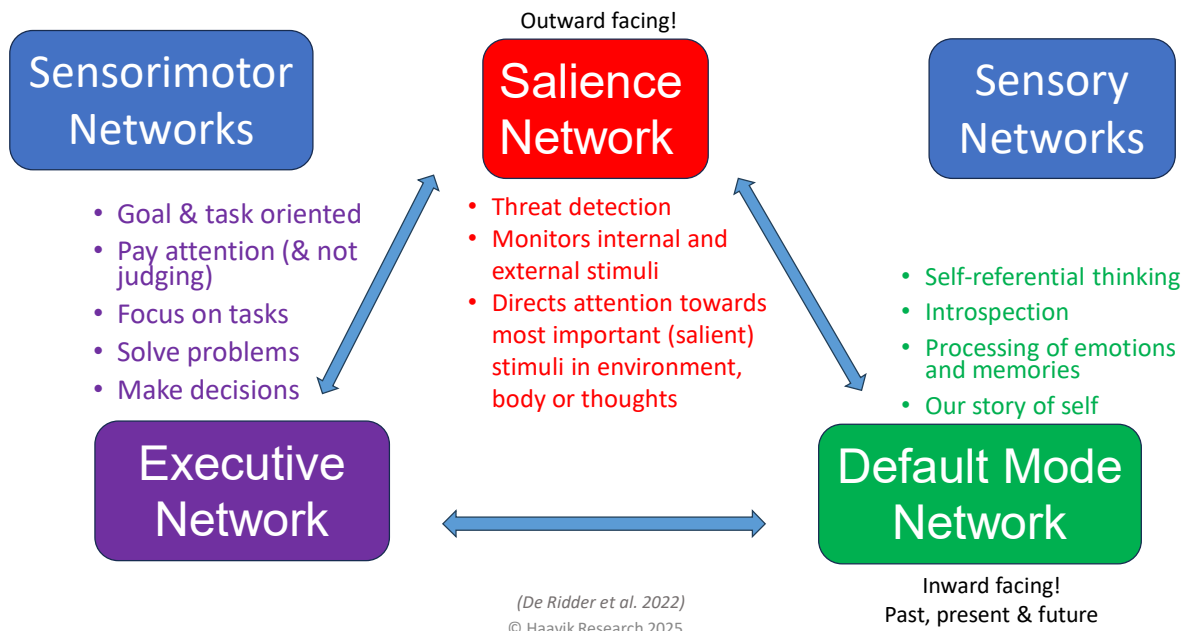 Outward facing!
Sensorimotor
Networks
Salience
Network
Sensory
Networks
• Goal & task oriented
• Pay attention (& not
judging)
• Focus on tasks
• Solve problems
• Make decisions
• Threat detection
• Monitors internal and
external stimuli
• Directs attention towards
most important (salient)
stimuli in environment,
body or thoughts
• Self-referential thinking
• Introspection
• Processing of emotions
and memories
• Our story of self
Executive
Network
Default Mode
Network
Inward facing!
Past, present & future
(De Ridder et al. 2022)
© Haavik Research 2025